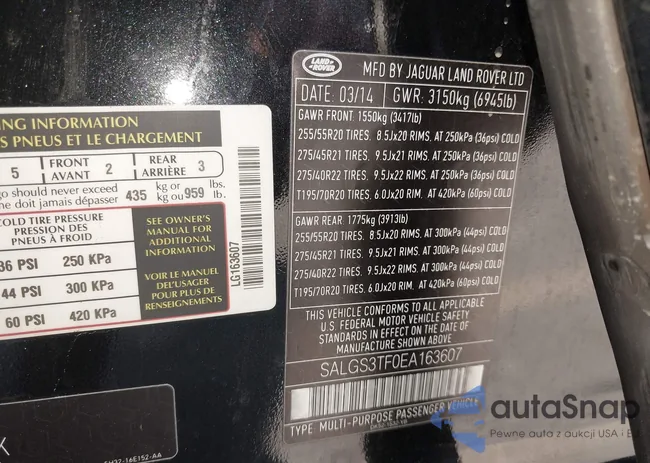 ING INFORMATION
S PNEUS ET LE CHARGEMENT
5 FRONT AVANT 2 REAR ARRIÈRE 3
go should never exceed
ne doit jamais dépasser 435 kg or kg ou 959 lbs. lb.
COLD TIRE PRESSURE
PRESSION DES
PNEUS À FROID
36 PSI 250 KPa
44 PSI 300 KPa
60 PSI 420 KPa
SEE OWNER'S
MANUAL FOR
ADDITIONAL
INFORMATION
VOIR LE MANUEL
DEL'USAGER
POUR PLUS DE
RENSEIGNEMENTS
LG163607
LAND
ROVER
MFD BY JAGUAR LAND ROVER LTD
DATE: 03/14 GWR: 3150kg (6945lb)
GAWR FRONT: 1550kg (3417lb)
255/55R20 TIRES. 8.5Jx20 RIMS. AT 250kPa (36psi) COLD
275/45R21 TIRES. 9.5Jx21 RIMS. AT 250kPa (36psi) COLD
275/40R22 TIRES. 9.5Jx22 RIMS. AT 250kPa (36psi) COLD
T195/70R20 TIRES. 6.0Jx20 RIM. AT 420kPa (60psi) COLD
GAWR REAR: 1775kg (3913lb)
255/55R20 TIRES. 8.5Jx20 RIMS. AT 300kPa (44psi) COLD
275/45R21 TIRES. 9.5Jx21 RIMS. AT 300kPa (44psi) COLD
275/40R22 TIRES. 9.5Jx22 RIMS. AT 300kPa (44psi) COLD
T195/70R20 TIRES. 6.0Jx20 RIM. AT 420kPa (60psi) COLD
THIS VEHICLE CONFORMS TO ALL APPLICABLE
U.S. FEDERAL MOTOR VEHICLE SAFETY
STANDARDS IN EFFECT ON THE DATE OF
MANUFACTURE SHOWN ABOVE.
SALGS3TF0EA163607
TYPE: MULTI-PURPOSE PASSENGER VEHICLE
autaSnap
Pewne auta z aukcji USA i E
X